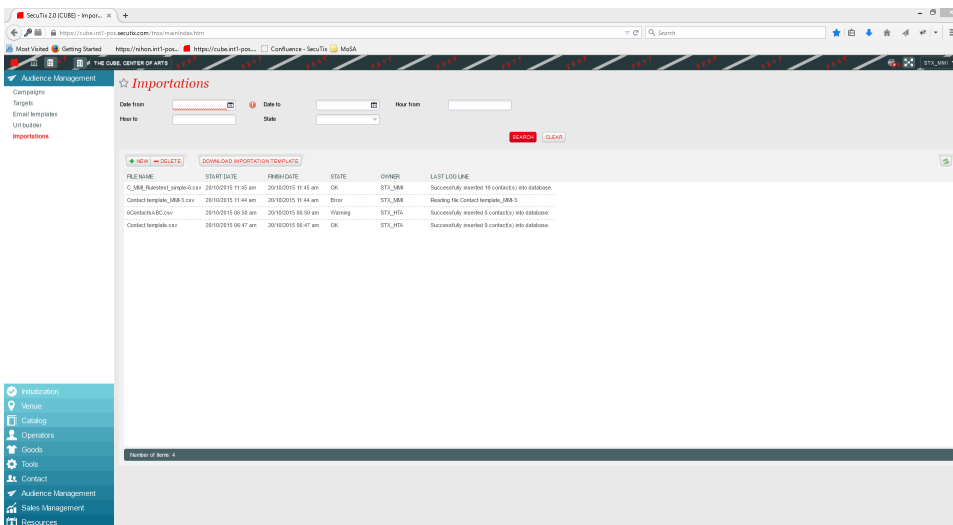 SecuTix 2.0 (CUBE) - Impor... × +
https://cube.int1-pos.secutix.com/tnxs/mainIndex.htm
Search
Most Visited Getting Started https://nihon.int1-pos... https://cube.int1-pos.... Confluence - SecuTix MoSA
THE CUBE. CENTER OF ARTS
TEST TEST TEST TEST TEST TEST TEST TEST
STX_MMI
Audience Management
Campaigns
Targets
Email templates
Url builder
Importations
Importations
Date from
Date to
Hour from
Hour to
State
SEARCH CLEAR
NEW DELETE DOWNLOAD IMPORTATION TEMPLATE
FILE NAME START DATE FINISH DATE STATE OWNER LAST LOG LINE
C_MMI_Rulestest_simple-6.csv 20/10/2015 11:45 am 20/10/2015 11:45 am OK STX_MMI Successfully inserted 19 contact(s) into database.
Contact template_MMI-3.csv 20/10/2015 11:44 am 20/10/2015 11:44 am Error STX_MMI Reading file Contact template_MMI-3
6ContactsABC.csv 20/10/2015 06:50 am 20/10/2015 06:50 am Warning STX_HTA Successfully inserted 5 contact(s) into database.
Contact template.csv 20/10/2015 06:47 am 20/10/2015 06:47 am OK STX_HTA Successfully inserted 9 contact(s) into database.
Number of items: 4
Initialization
Venue
Catalog
Operators
Goods
Tools
Contact
Audience Management
Sales Management
Resources